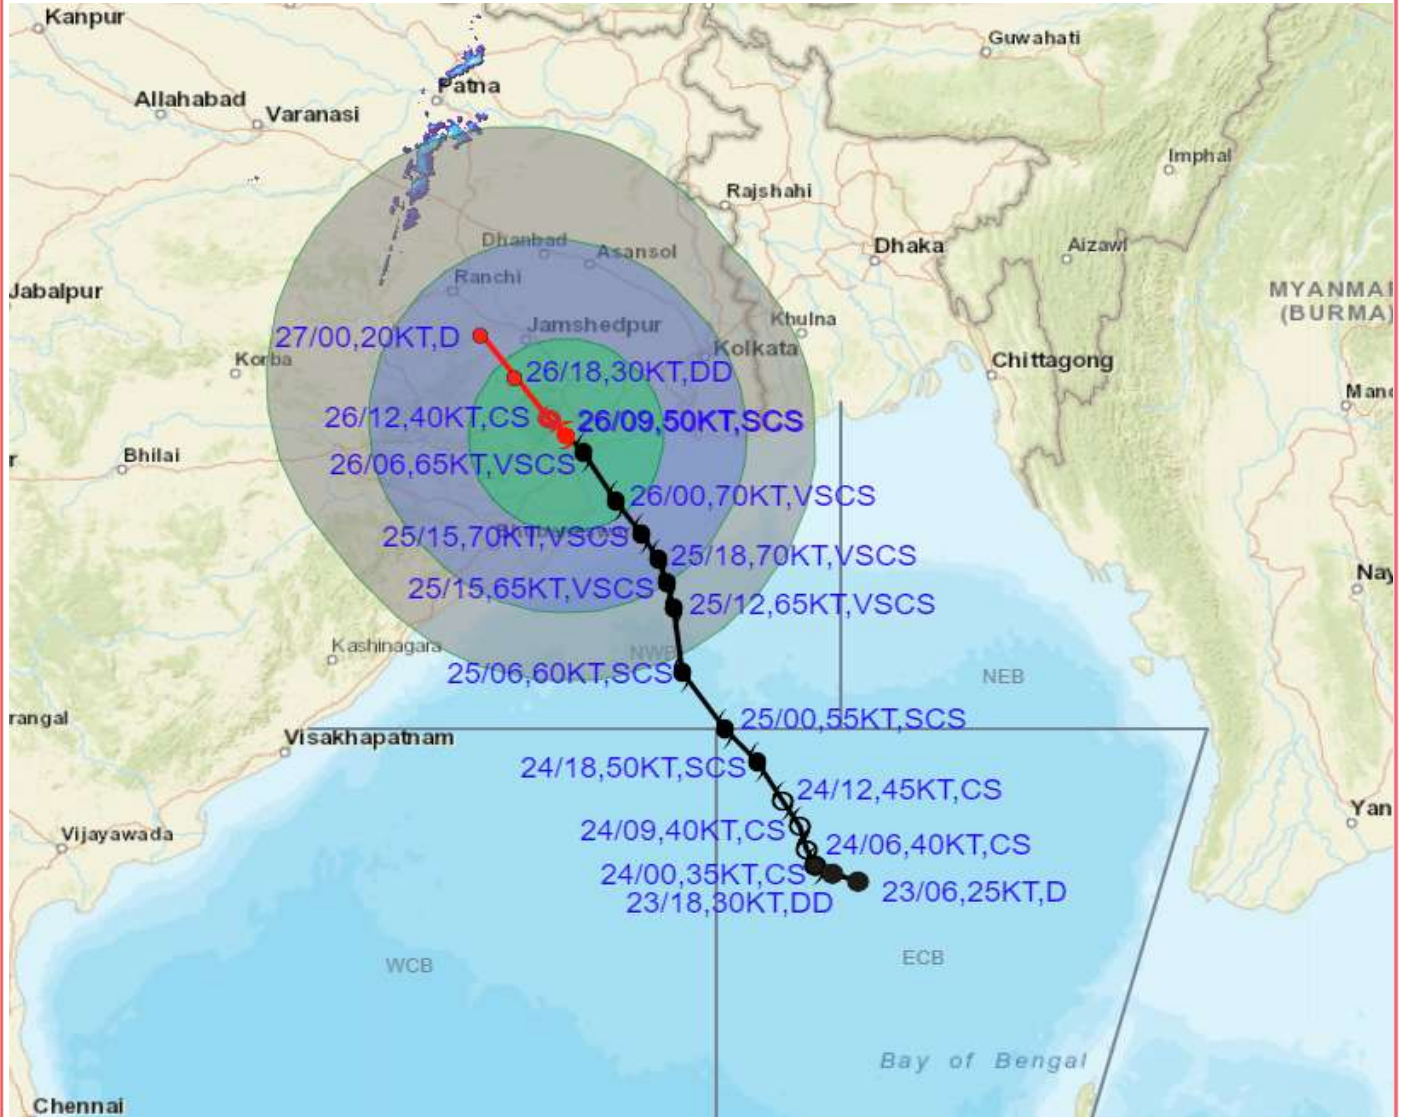 Kanpur
Guwahati
Patna
Allahabad
Varanasi
Imphal
Rajshahi
Dhanbad
Asansol
Dhaka
Aizawl
Ranchi
Jabalpur
MYANMAR
(BURMA)
Jamshedpur
Khulna
27/00,20KT,D
Kolkata
Korba
Chittagong
26/18,30KT,DD
26/12,40KT,CS
26/09,50KT,SCS
Bhilai
26/06,65KT,VSCS
26/00,70KT,VSCS
25/15,70KT,VSCS
25/18,70KT,VSCS
25/15,65KT,VSCS
25/12,65KT,VSCS
Kashinagara
NWB
25/06,60KT,SCS
NEB
rangal
25/00,55KT,SCS
Visakhapatnam
24/18,50KT,SCS
24/12,45KT,CS
24/09,40KT,CS
Vijayawada
24/06,40KT,CS
24/00,35KT,CS
23/06,25KT,D
23/18,30KT,DD
ECB
WCB
Bay of Bengal
Chennai
Nay
Yan